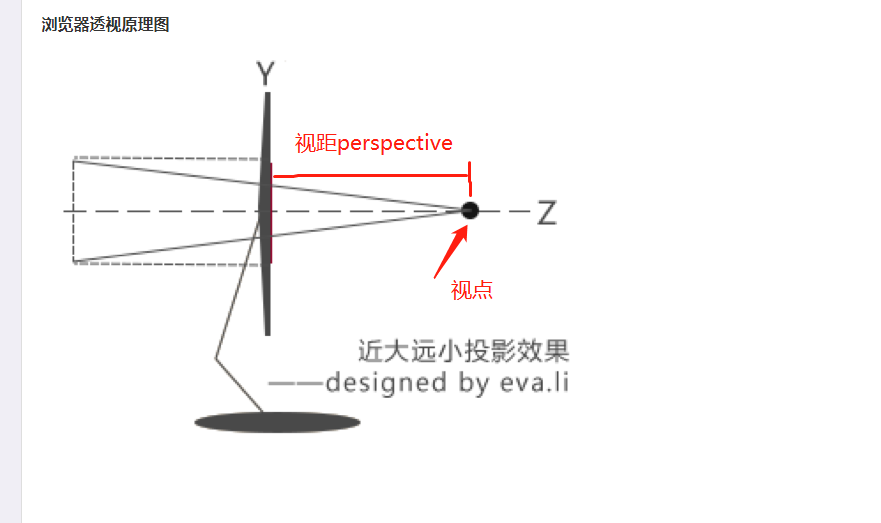 浏览器透视原理图
Y
视距perspective
Z
视点
近大远小投影效果
——designed by eva.li